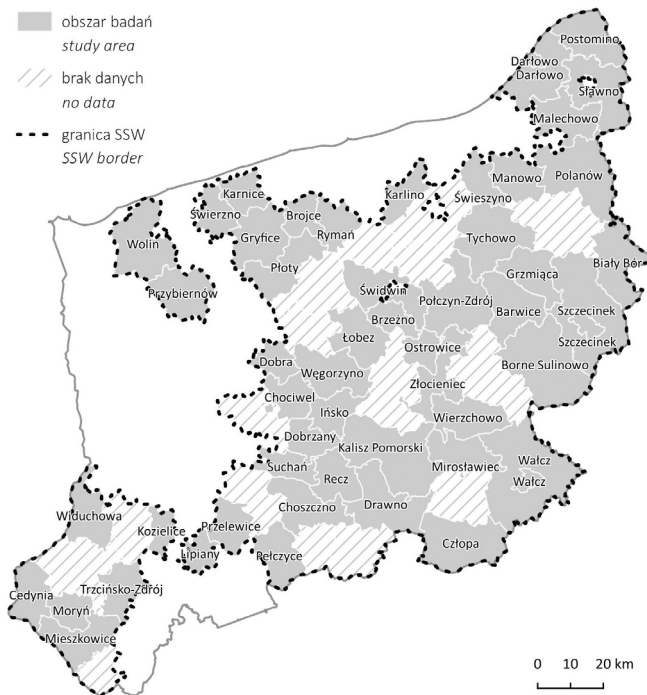 obszar badań
study area
brak danych
no data
granica SSW
SSW border
Postomino
Darłowo
Darłowo
Sławno
Malechowo
Manowo
Polanów
Karlino
Świeszyno
Karnice
Świerzno
Brojce
Rymań
Gryfice
Wolin
Płoty
Tychowo
Biały Bór
Grzmiąca
Przybiernów
Świdwin
Połczyn-Zdrój
Brzeżno
Barwice
Szczecinek
Szczecinek
Łobez
Ostrowice
Dobra
Węgorzyno
Borne Sulinowo
Złocieniec
Chociwel
Ińsko
Wierzchowo
Dobrzany
Kalisz Pomorski
Suchań
Mirosławiec
Wałcz
Wałcz
Recz
Drawno
Choszczno
Widuchowa
Kozielice
Przelewice
Lipiany
Pełczyce
Człopa
Cedynia
Trzcińsko-Zdrój
Moryń
Mieszkowice
0 10 20 km